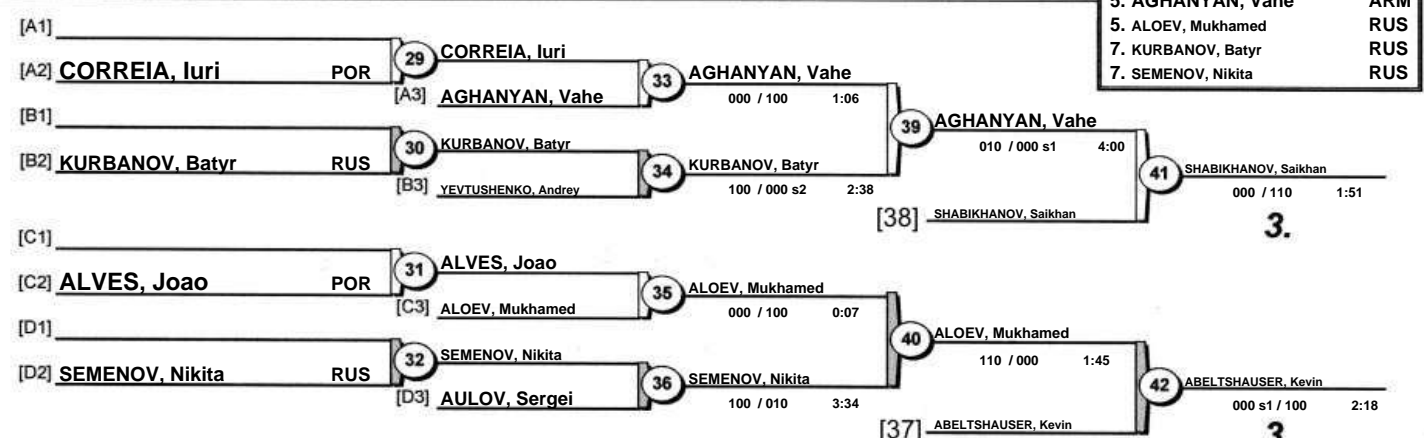 5. AGHANYAN, Vahe ARM
5. ALOEV, Mukhamed RUS
7. KURBANOV, Batyr RUS
7. SEMENOV, Nikita RUS
[A1]
[A2] CORREIA, Iuri POR
29
CORREIA, Iuri
[A3] AGHANYAN, Vahe
33
AGHANYAN, Vahe
000 / 100 1:06
[B1]
[B2] KURBANOV, Batyr RUS
30
KURBANOV, Batyr
[B3] YEVTUSHENKO, Andrey
34
KURBANOV, Batyr
100 / 000 s2 2:38
39
AGHANYAN, Vahe
010 / 000 s1 4:00
[38] SHABIKHANOV, Saikhan
41
SHABIKHANOV, Saikhan
000 / 110 1:51
3.
[C1]
[C2] ALVES, Joao POR
31
ALVES, Joao
[C3] ALOEV, Mukhamed
35
ALOEV, Mukhamed
000 / 100 0:07
[D1]
[D2] SEMENOV, Nikita RUS
32
SEMENOV, Nikita
[D3] AULOV, Sergei
36
SEMENOV, Nikita
100 / 010 3:34
40
ALOEV, Mukhamed
110 / 000 1:45
[37] ABELTSHAUSER, Kevin
42
ABELTSHAUSER, Kevin
000 s1 / 100 2:18
3